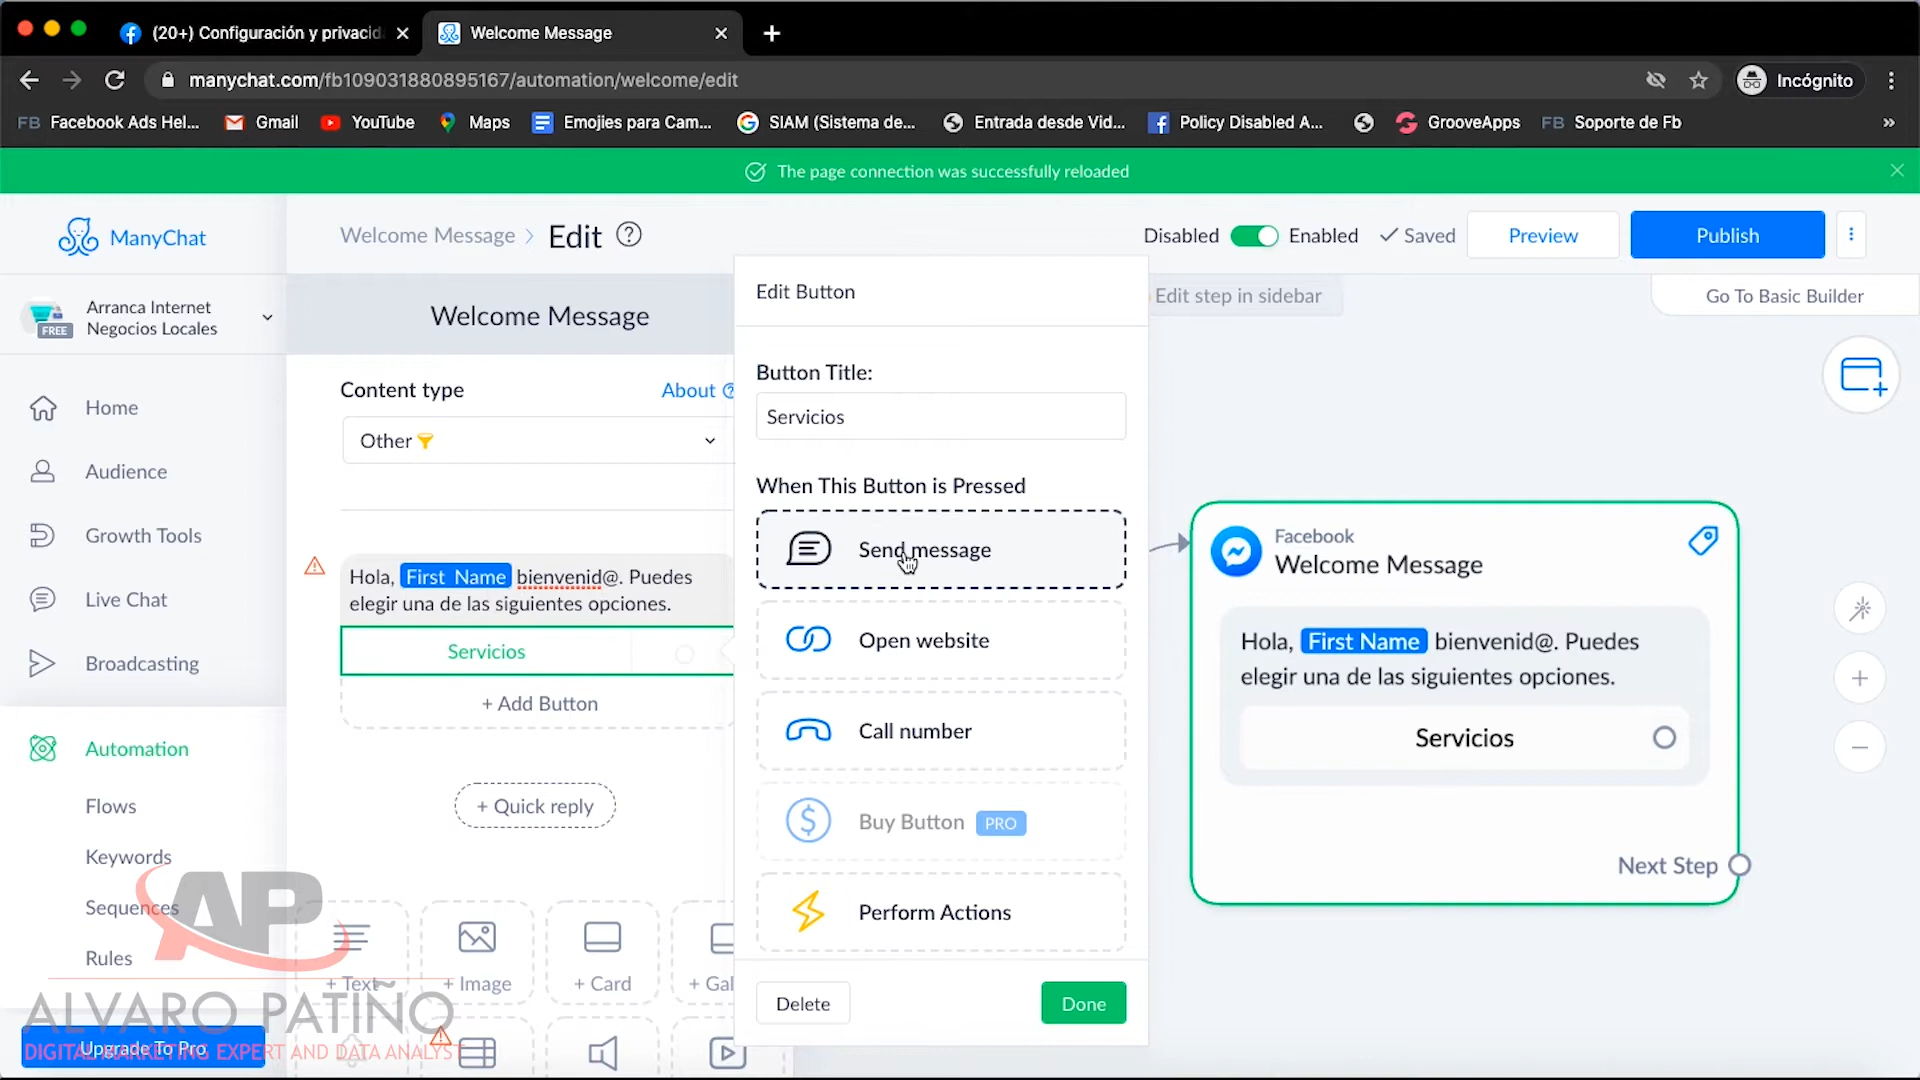 (20+) Configuración y privacid
Welcome Message
manychat.com/fb109031880895167/automation/welcome/edit
Incógnito
FB Facebook Ads Hel...
Gmail
YouTube
Maps
Emojies para Cam...
SIAM (Sistema de...
Entrada desde Vid...
Policy Disabled A...
GrooveApps
FB Soporte de Fb
»
The page connection was successfully reloaded
ManyChat
Welcome Message > Edit ?
Disabled
Enabled
Saved
Preview
Publish
Arranca Internet
Negocios Locales
FREE
Welcome Message
Edit step in sidebar
Go To Basic Builder
Home
Audience
Growth Tools
Live Chat
Broadcasting
Automation
Flows
Keywords
Sequences
Rules
Upgrade To Pro
Content type
About ?
Other
Hola, First Name bienvenid@. Puedes
elegir una de las siguientes opciones.
Servicios
+ Add Button
+ Quick reply
+ Text
+ Image
+ Card
+ Gal
Edit Button
Button Title:
Servicios
When This Button is Pressed
Send message
Open website
Call number
Buy Button PRO
Perform Actions
Delete
Done
Facebook
Welcome Message
Hola, First Name bienvenid@. Puedes
elegir una de las siguientes opciones.
Servicios
Next Step
AP
ALVARO PATIÑO
DIGITAL MARKETING EXPERT AND DATA ANALYST